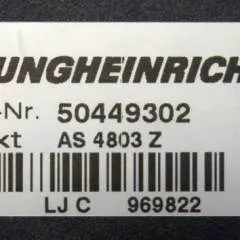 UNGHEINRICH
-Nr. 50449302
kt AS 4803 Z
LJ C 969822